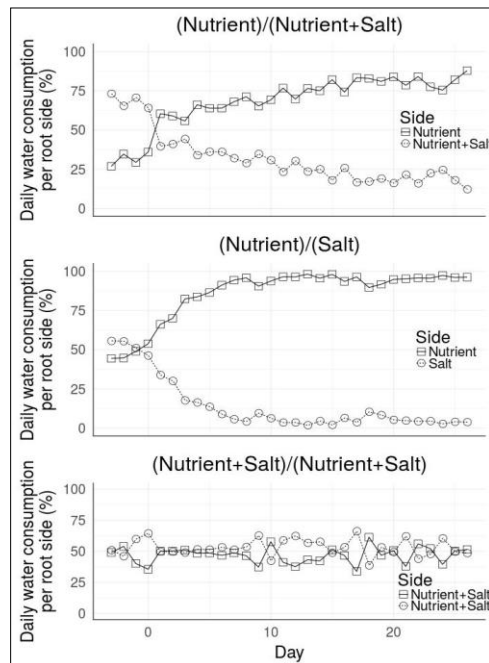 (Nutrient)/(Nutrient+Salt)
Daily water consumption
per root side (%)
100
75
50
25
0
Side
Nutrient
Nutrient+Salt
(Nutrient)/(Salt)
Daily water consumption
per root side (%)
100
75
50
25
0
Side
Nutrient
Salt
(Nutrient+Salt)/(Nutrient+Salt)
Daily water consumption
per root side (%)
100
75
50
25
0
Side
Nutrient+Salt
Nutrient+Salt
0
10
20
Day